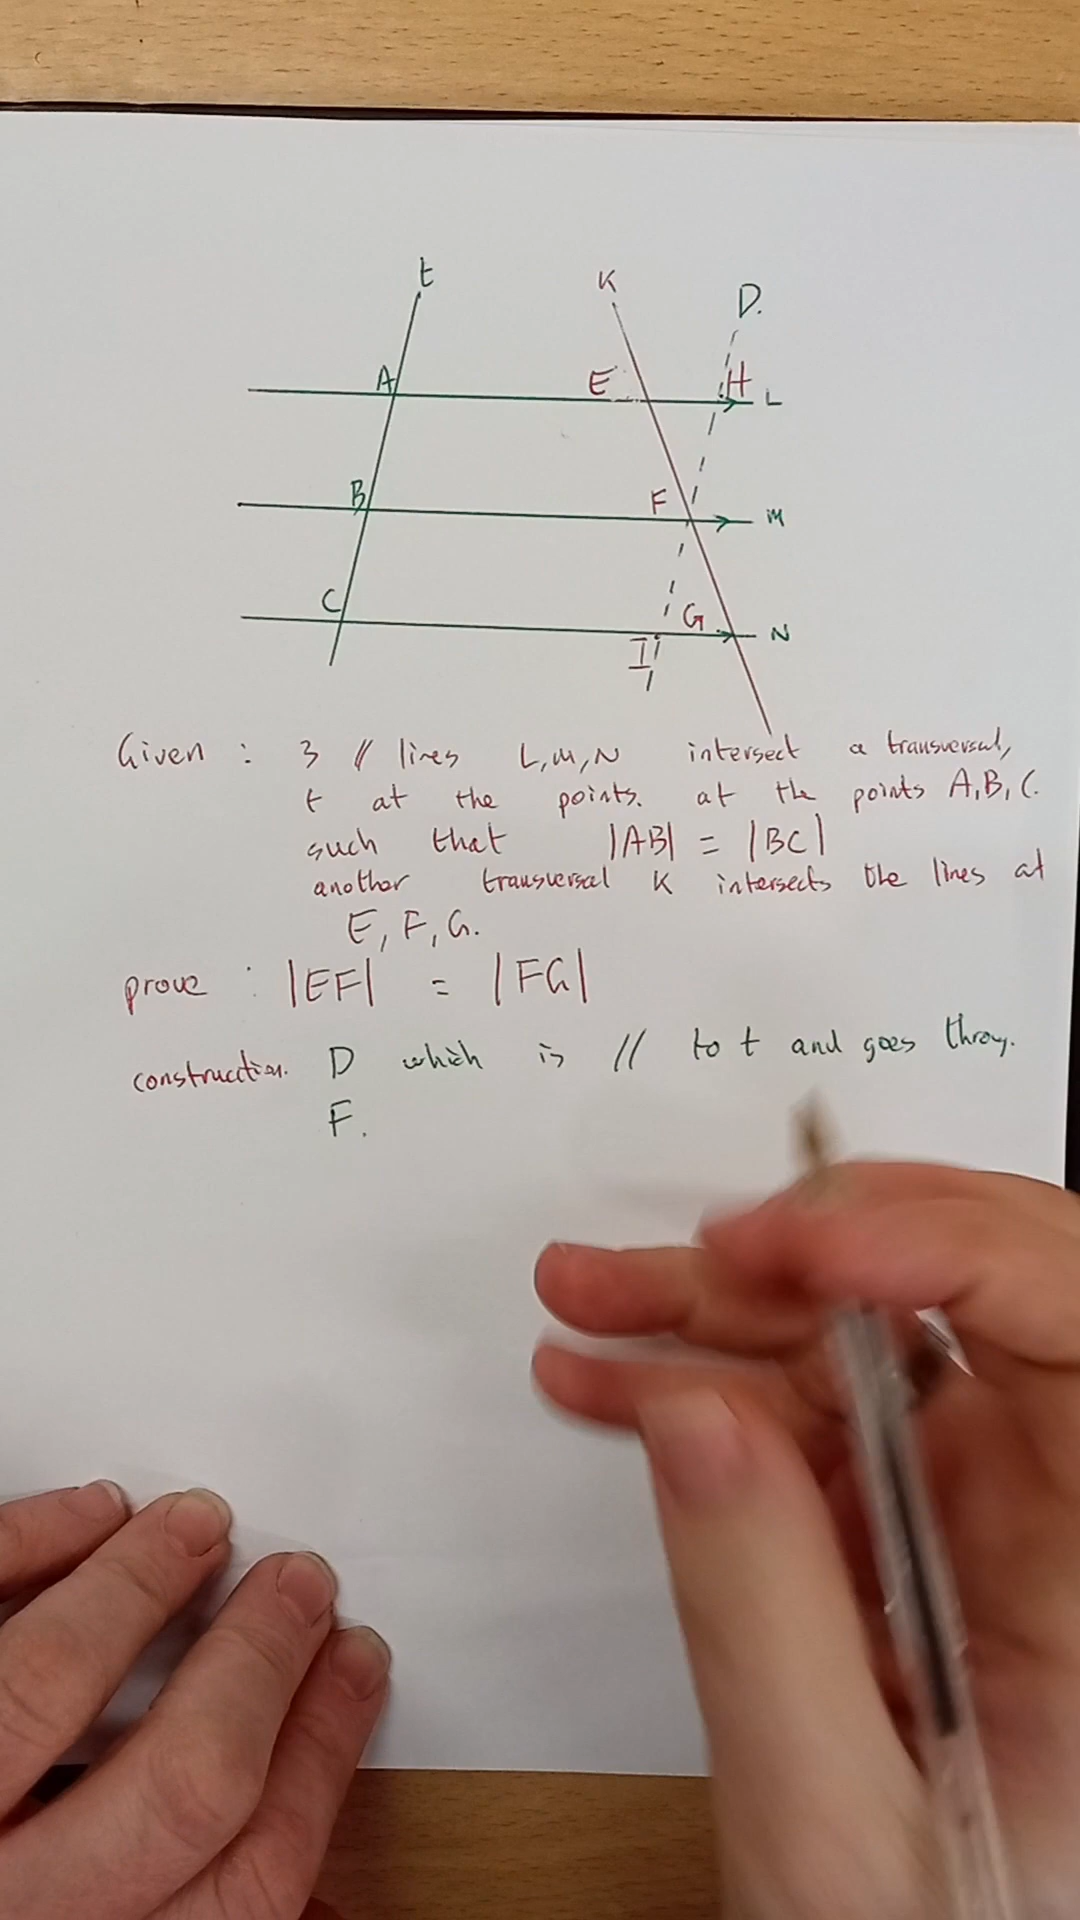 t K D.
A E H L
B F M
C G N
I
Given : 3 // lines L, M, N intersect a transversal,
t at the points. at the points A, B, C.
such that |AB| = |BC|
another transversal K intersects the lines at
E, F, G.
prove : |EF| = |FG|
construction. D which is // to t and goes throy.
F.